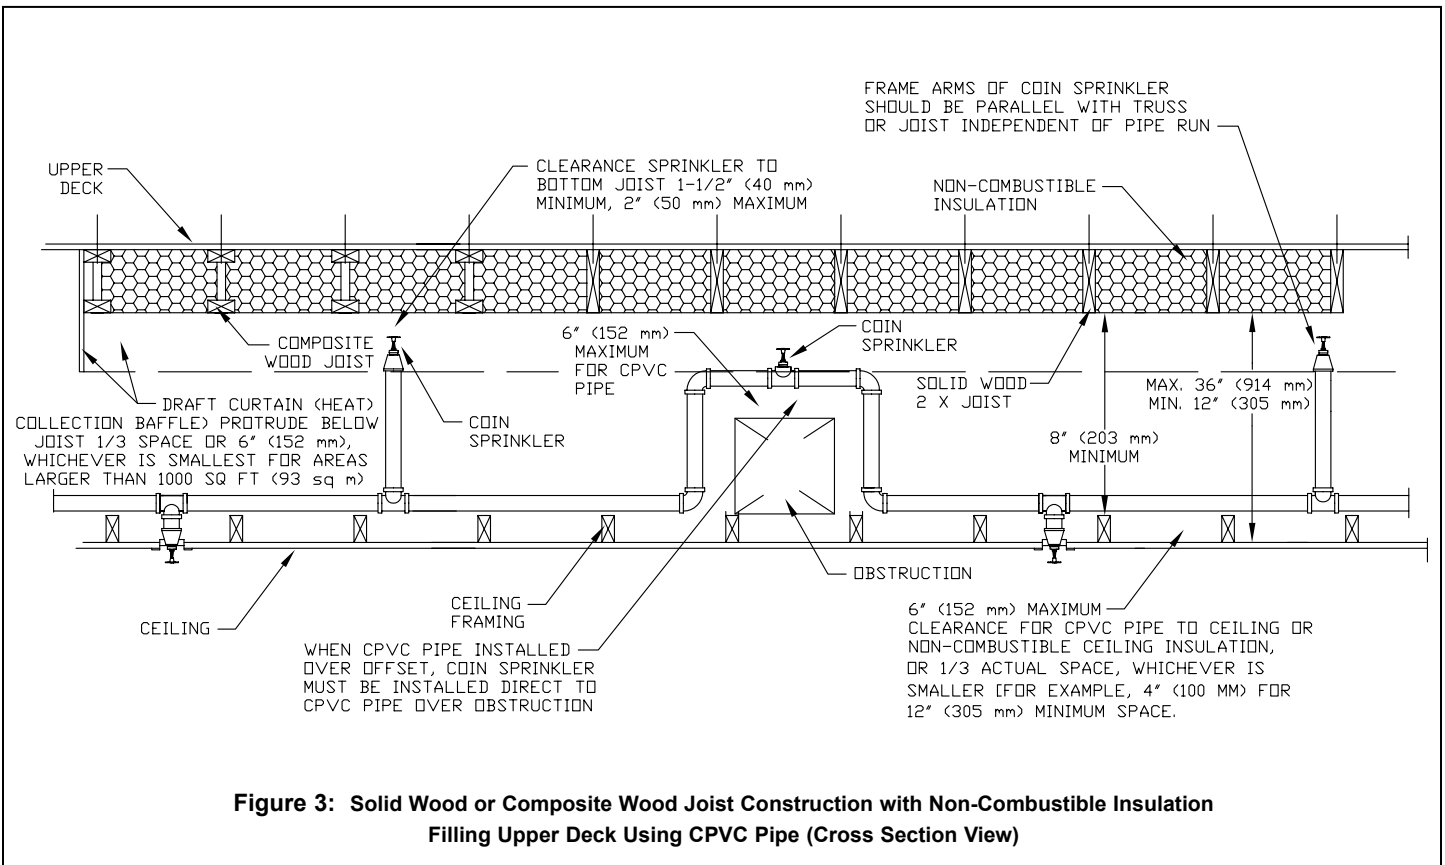 FRAME ARMS OF COIN SPRINKLER
SHOULD BE PARALLEL WITH TRUSS
OR JOIST INDEPENDENT OF PIPE RUN
UPPER
DECK
CLEARANCE SPRINKLER TO
BOTTOM JOIST 1-1/2" (40 mm)
MINIMUM, 2" (50 mm) MAXIMUM
NON-COMBUSTIBLE
INSULATION
COMPOSITE
WOOD JOIST
6" (152 mm)
MAXIMUM
FOR CPVC
PIPE
COIN
SPRINKLER
SOLID WOOD
2 X JOIST
MAX. 36" (914 mm)
MIN. 12" (305 mm)
DRAFT CURTAIN (HEAT)
COLLECTION BAFFLE) PROTRUDE BELOW
JOIST 1/3 SPACE OR 6" (152 mm),
WHICHEVER IS SMALLEST FOR AREAS
LARGER THAN 1000 SQ FT (93 sq m)
COIN
SPRINKLER
8" (203 mm)
MINIMUM
OBSTRUCTION
CEILING
CEILING
FRAMING
WHEN CPVC PIPE INSTALLED
OVER OFFSET, COIN SPRINKLER
MUST BE INSTALLED DIRECT TO
CPVC PIPE OVER OBSTRUCTION
6" (152 mm) MAXIMUM
CLEARANCE FOR CPVC PIPE TO CEILING OR
NON-COMBUSTIBLE CEILING INSULATION,
OR 1/3 ACTUAL SPACE, WHICHEVER IS
SMALLER [FOR EXAMPLE, 4" (100 MM) FOR
12" (305 mm) MINIMUM SPACE.
Figure 3: Solid Wood or Composite Wood Joist Construction with Non-Combustible Insulation
Filling Upper Deck Using CPVC Pipe (Cross Section View)